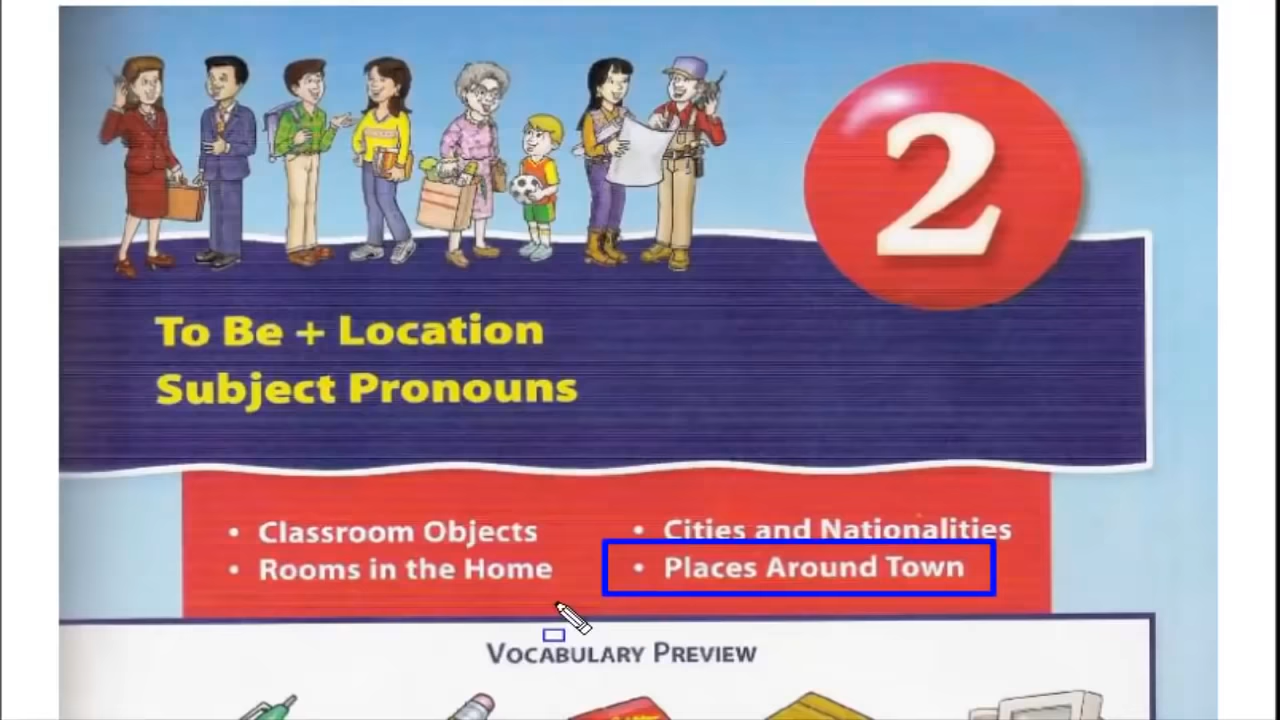 2
To Be + Location
Subject Pronouns
• Classroom Objects
• Rooms in the Home
• Cities and Nationalities
• Places Around Town
VOCABULARY PREVIEW